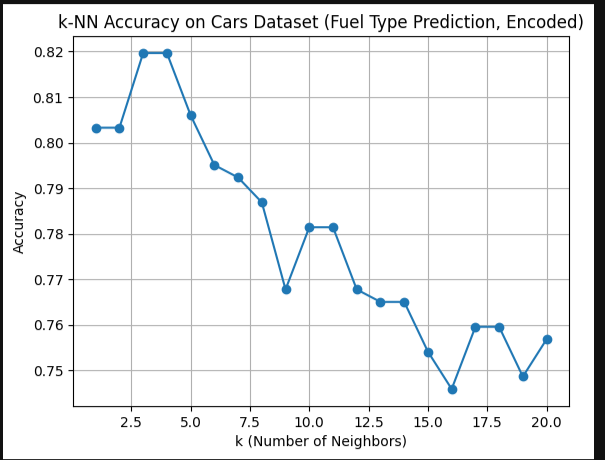 k-NN Accuracy on Cars Dataset (Fuel Type Prediction, Encoded)
0.82
0.81
0.80
0.79
0.78
0.77
0.76
0.75
Accuracy
2.5 5.0 7.5 10.0 12.5 15.0 17.5 20.0
k (Number of Neighbors)